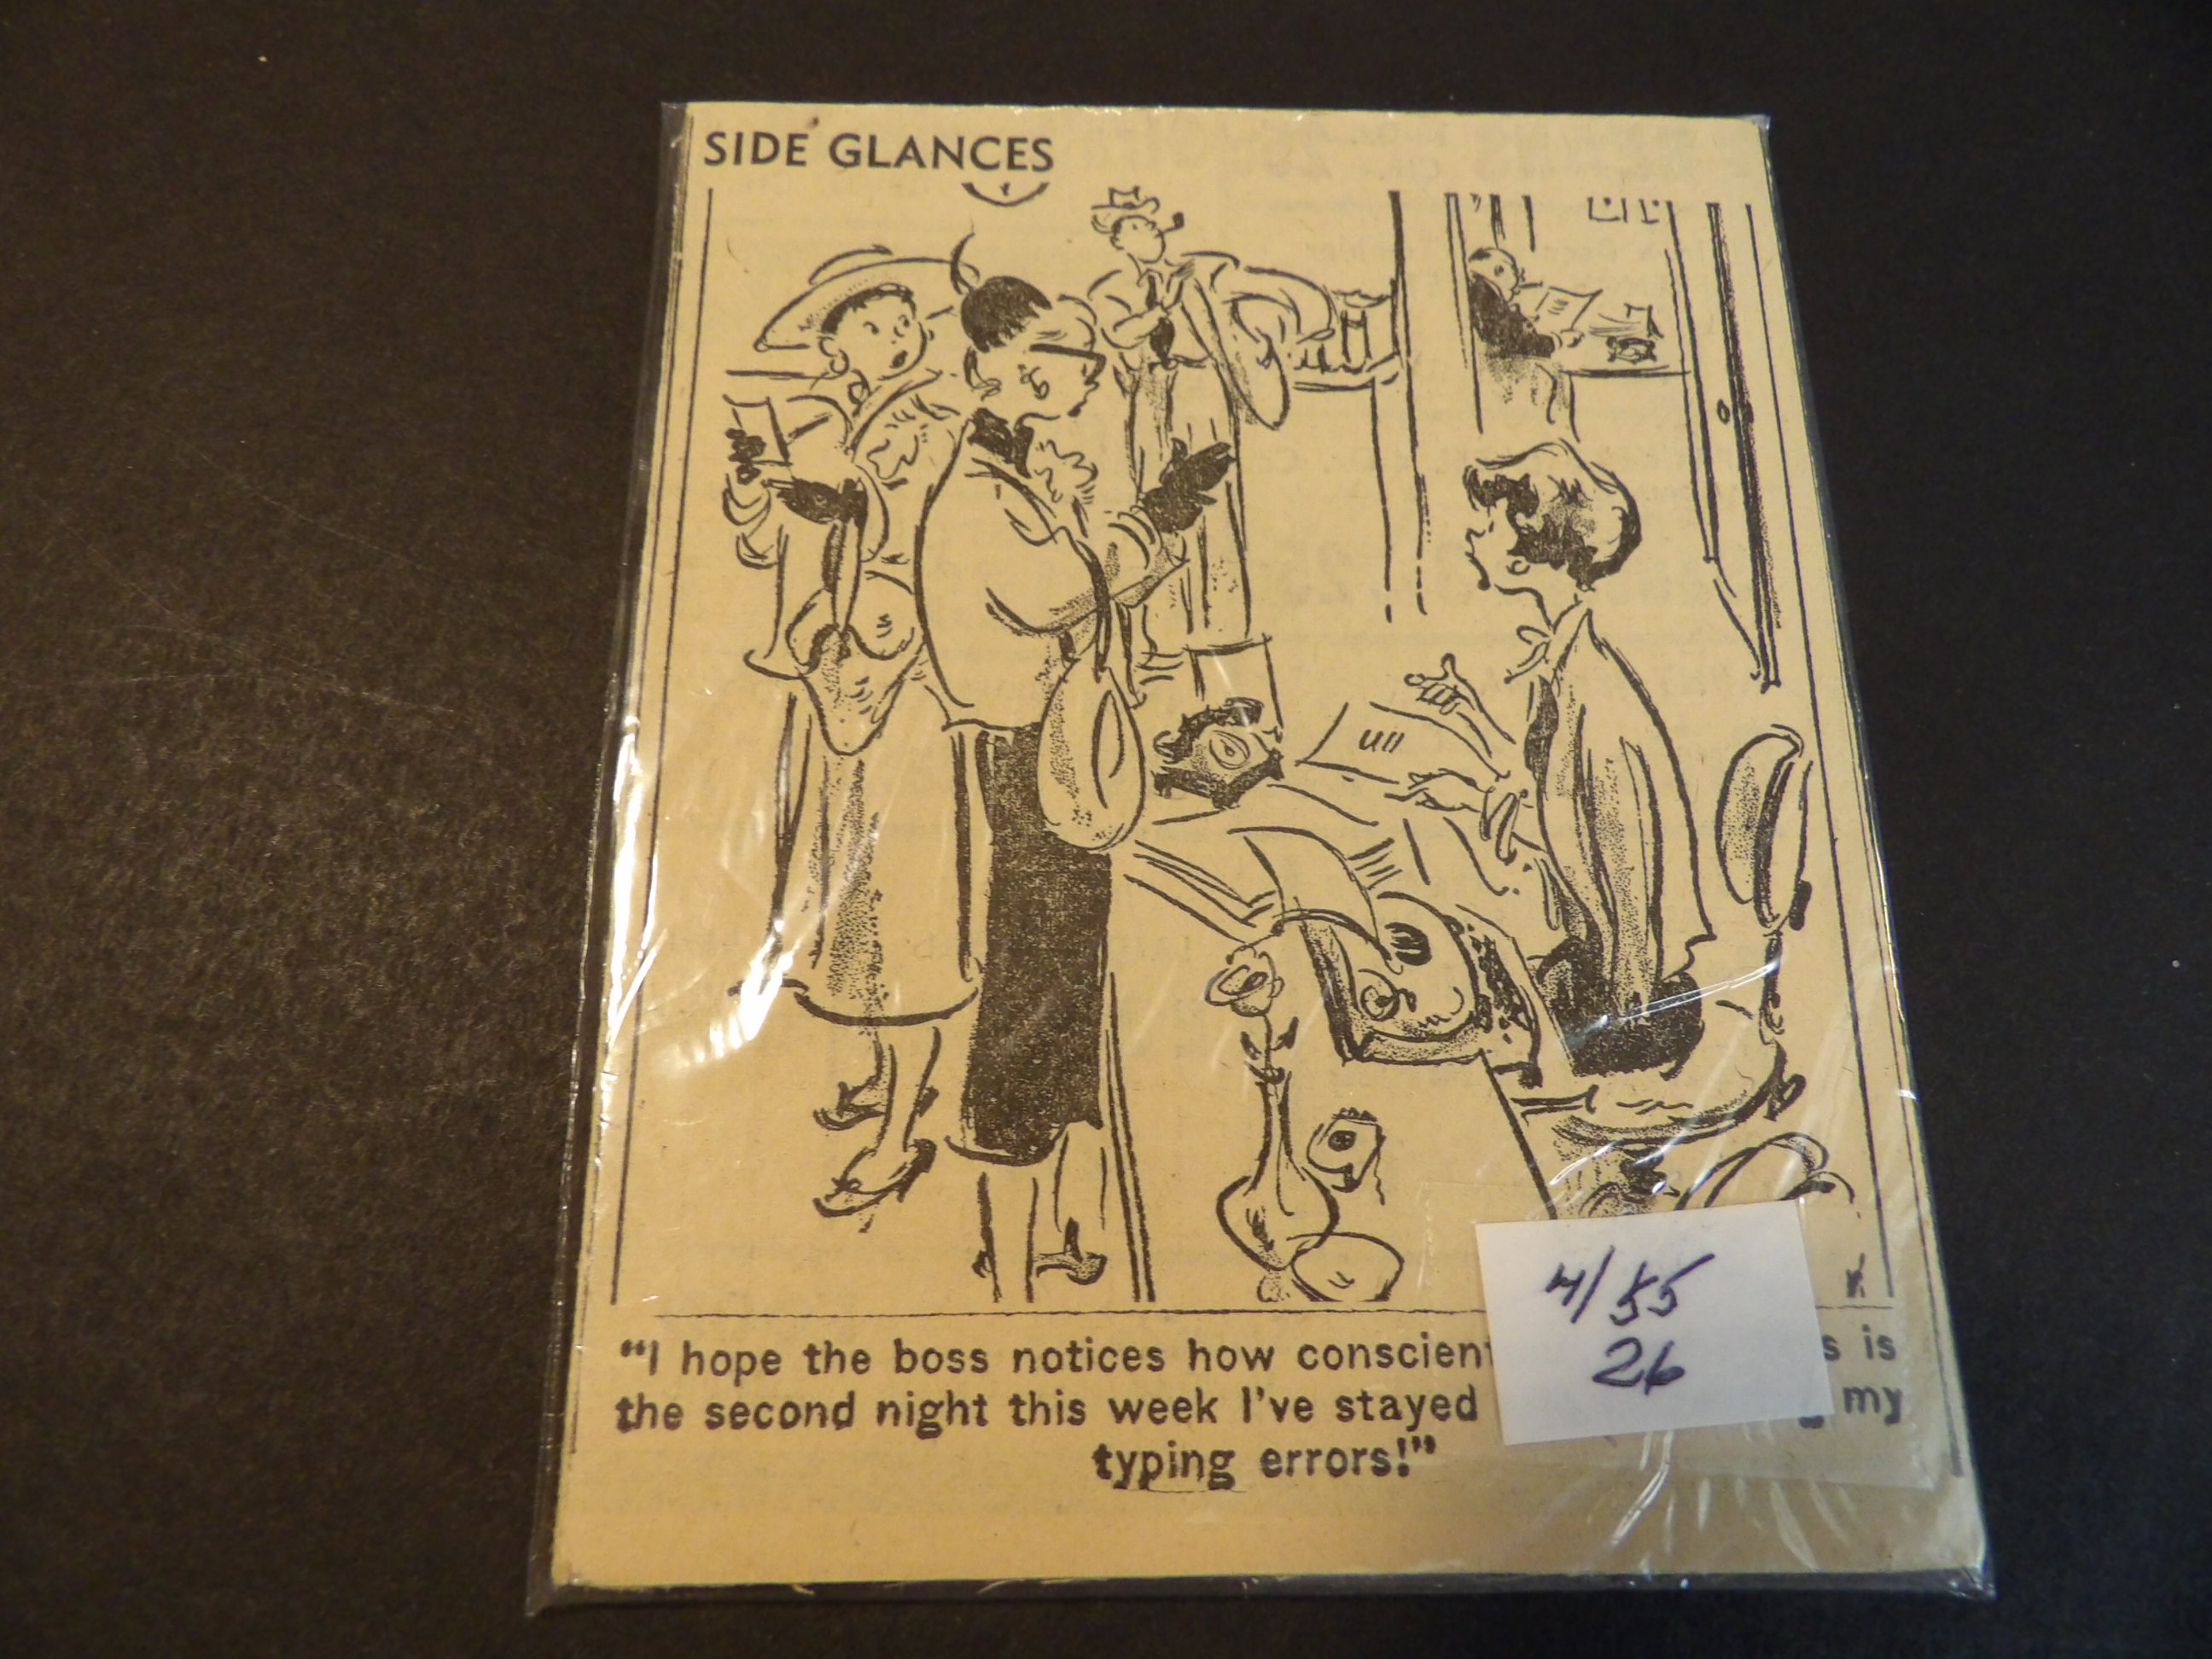 SIDE GLANCES
"I hope the boss notices how conscien s is
the second night this week I've stayed my
typing errors!"
4/55
26